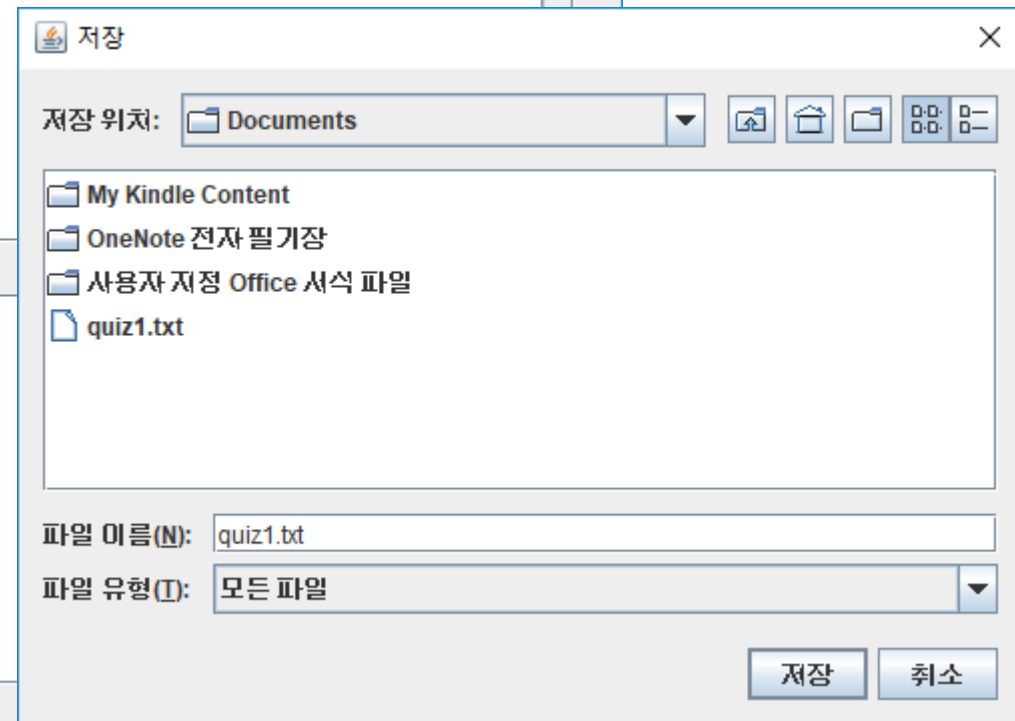 저장
저장 위치: Documents
My Kindle Content
OneNote 전자 필기장
사용자 지정 Office 서식 파일
quiz1.txt
파일 이름(N): quiz1.txt
파일 유형(T): 모든 파일
저장 취소